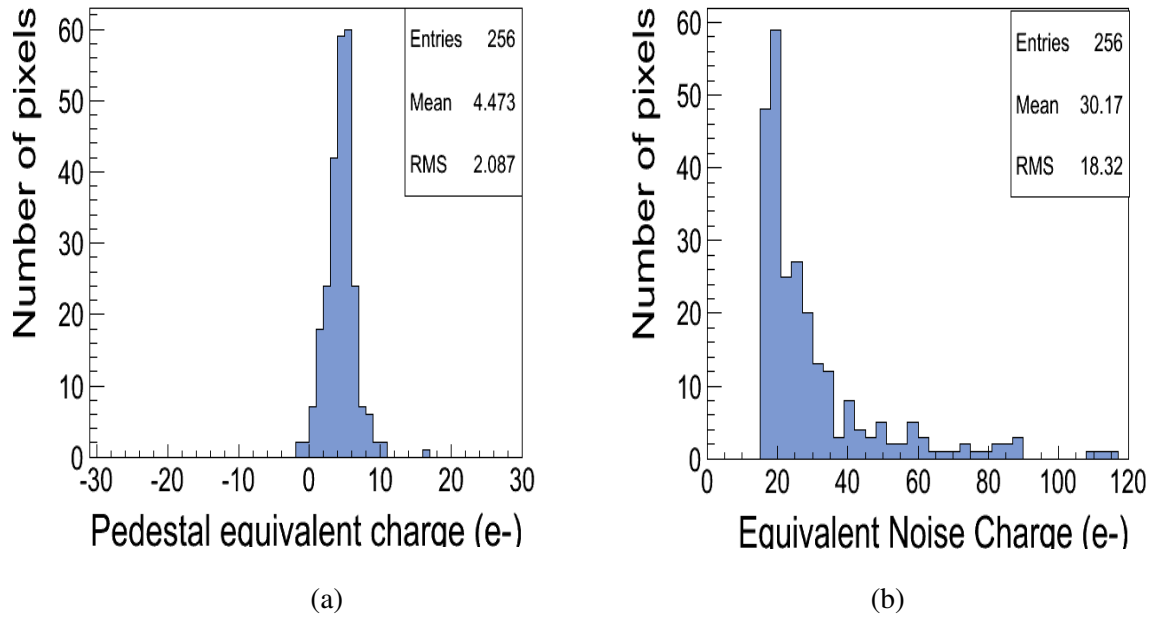 Number of pixels
60
50
40
30
20
10
0
-30 -20 -10 0 10 20 30
Pedestal equivalent charge (e-)
Entries 256
Mean 4.473
RMS 2.087
(a)
Number of pixels
60
50
40
30
20
10
0
0 20 40 60 80 100 120
Equivalent Noise Charge (e-)
Entries 256
Mean 30.17
RMS 18.32
(b)